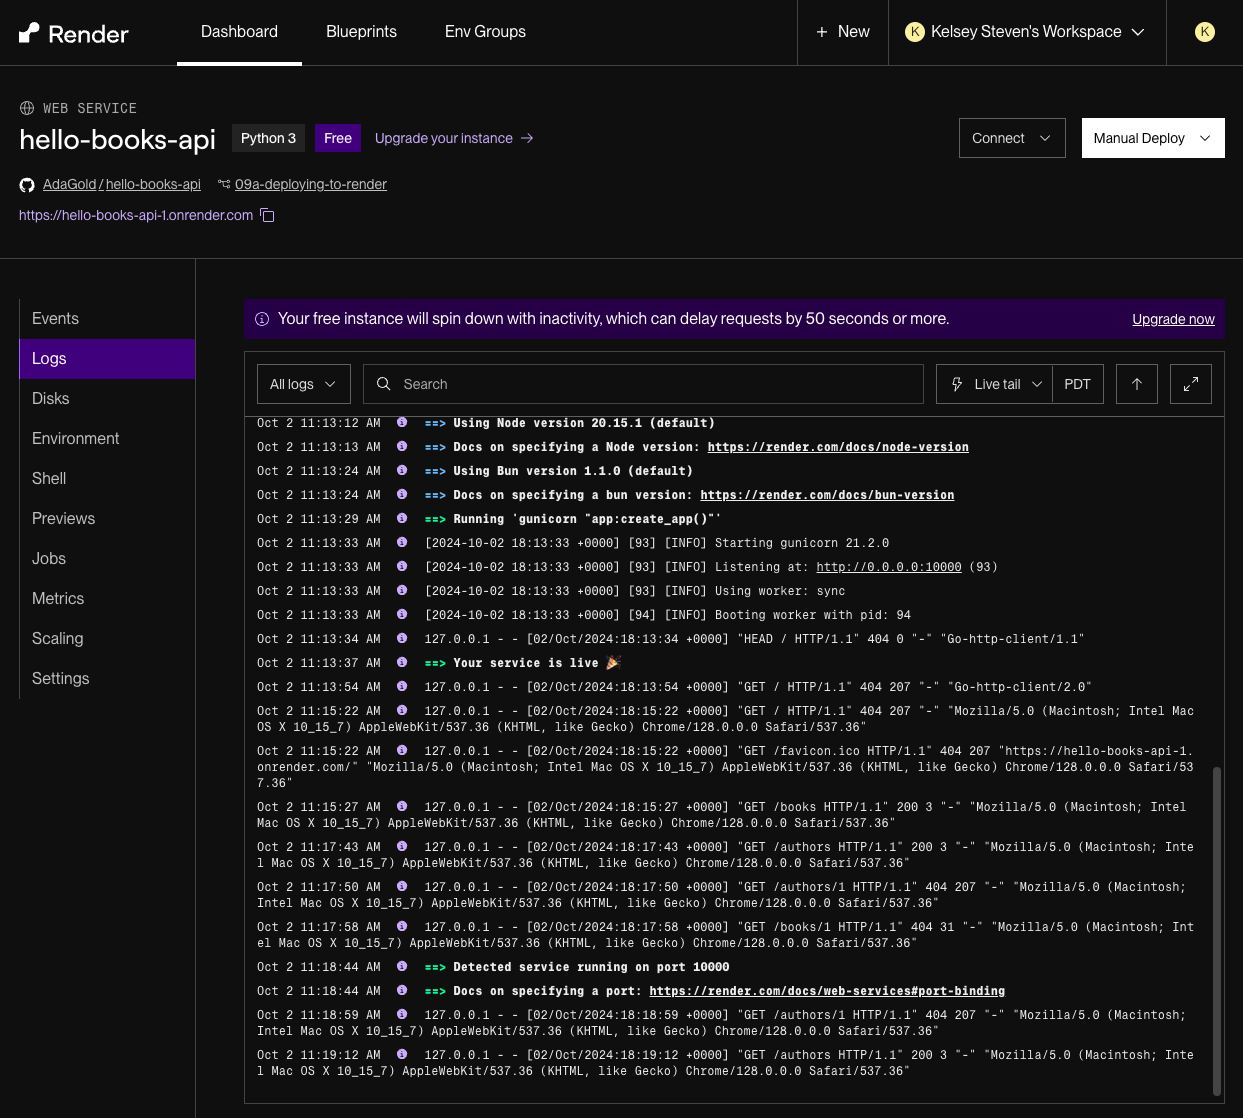 Render
Dashboard
Blueprints
Env Groups
+ New
K Kelsey Steven's Workspace
K
WEB SERVICE
hello-books-api Python 3 Free Upgrade your instance →
Connect
Manual Deploy
AdaGold / hello-books-api 09a-deploying-to-render
https://hello-books-api-1.onrender.com
Events
Logs
Disks
Environment
Shell
Previews
Jobs
Metrics
Scaling
Settings
Your free instance will spin down with inactivity, which can delay requests by 50 seconds or more. Upgrade now
All logs Search Live tail PDT
Oct 2 11:13:12 AM ==> Using Node version 20.15.1 (default)
Oct 2 11:13:13 AM ==> Docs on specifying a Node version: https://render.com/docs/node-version
Oct 2 11:13:24 AM ==> Using Bun version 1.1.0 (default)
Oct 2 11:13:24 AM ==> Docs on specifying a bun version: https://render.com/docs/bun-version
Oct 2 11:13:29 AM ==> Running 'gunicorn "app:create_app()"'
Oct 2 11:13:33 AM [2024-10-02 18:13:33 +0000] [93] [INFO] Starting gunicorn 21.2.0
Oct 2 11:13:33 AM [2024-10-02 18:13:33 +0000] [93] [INFO] Listening at: http://0.0.0.0:10000 (93)
Oct 2 11:13:33 AM [2024-10-02 18:13:33 +0000] [93] [INFO] Using worker: sync
Oct 2 11:13:33 AM [2024-10-02 18:13:33 +0000] [94] [INFO] Booting worker with pid: 94
Oct 2 11:13:34 AM 127.0.0.1 - - [02/Oct/2024:18:13:34 +0000] "HEAD / HTTP/1.1" 404 0 "-" "Go-http-client/1.1"
Oct 2 11:13:37 AM ==> Your service is live 🎉
Oct 2 11:13:54 AM 127.0.0.1 - - [02/Oct/2024:18:13:54 +0000] "GET / HTTP/1.1" 404 207 "-" "Go-http-client/2.0"
Oct 2 11:15:22 AM 127.0.0.1 - - [02/Oct/2024:18:15:22 +0000] "GET / HTTP/1.1" 404 207 "-" "Mozilla/5.0 (Macintosh; Intel Mac
OS X 10_15_7) AppleWebKit/537.36 (KHTML, like Gecko) Chrome/128.0.0.0 Safari/537.36"
Oct 2 11:15:22 AM 127.0.0.1 - - [02/Oct/2024:18:15:22 +0000] "GET /favicon.ico HTTP/1.1" 404 207 "https://hello-books-api-1.
onrender.com/" "Mozilla/5.0 (Macintosh; Intel Mac OS X 10_15_7) AppleWebKit/537.36 (KHTML, like Gecko) Chrome/128.0.0.0 Safari/53
7.36"
Oct 2 11:15:27 AM 127.0.0.1 - - [02/Oct/2024:18:15:27 +0000] "GET /books HTTP/1.1" 200 3 "-" "Mozilla/5.0 (Macintosh; Intel
Mac OS X 10_15_7) AppleWebKit/537.36 (KHTML, like Gecko) Chrome/128.0.0.0 Safari/537.36"
Oct 2 11:17:43 AM 127.0.0.1 - - [02/Oct/2024:18:17:43 +0000] "GET /authors HTTP/1.1" 200 3 "-" "Mozilla/5.0 (Macintosh; Inte
l Mac OS X 10_15_7) AppleWebKit/537.36 (KHTML, like Gecko) Chrome/128.0.0.0 Safari/537.36"
Oct 2 11:17:50 AM 127.0.0.1 - - [02/Oct/2024:18:17:50 +0000] "GET /authors/1 HTTP/1.1" 404 207 "-" "Mozilla/5.0 (Macintosh;
Intel Mac OS X 10_15_7) AppleWebKit/537.36 (KHTML, like Gecko) Chrome/128.0.0.0 Safari/537.36"
Oct 2 11:17:58 AM 127.0.0.1 - - [02/Oct/2024:18:17:58 +0000] "GET /books/1 HTTP/1.1" 404 31 "-" "Mozilla/5.0 (Macintosh; Int
el Mac OS X 10_15_7) AppleWebKit/537.36 (KHTML, like Gecko) Chrome/128.0.0.0 Safari/537.36"
Oct 2 11:18:44 AM ==> Detected service running on port 10000
Oct 2 11:18:44 AM ==> Docs on specifying a port: https://render.com/docs/web-services#port-binding
Oct 2 11:18:59 AM 127.0.0.1 - - [02/Oct/2024:18:18:59 +0000] "GET /authors/1 HTTP/1.1" 404 207 "-" "Mozilla/5.0 (Macintosh;
Intel Mac OS X 10_15_7) AppleWebKit/537.36 (KHTML, like Gecko) Chrome/128.0.0.0 Safari/537.36"
Oct 2 11:19:12 AM 127.0.0.1 - - [02/Oct/2024:18:19:12 +0000] "GET /authors HTTP/1.1" 200 3 "-" "Mozilla/5.0 (Macintosh; Inte
l Mac OS X 10_15_7) AppleWebKit/537.36 (KHTML, like Gecko) Chrome/128.0.0.0 Safari/537.36"